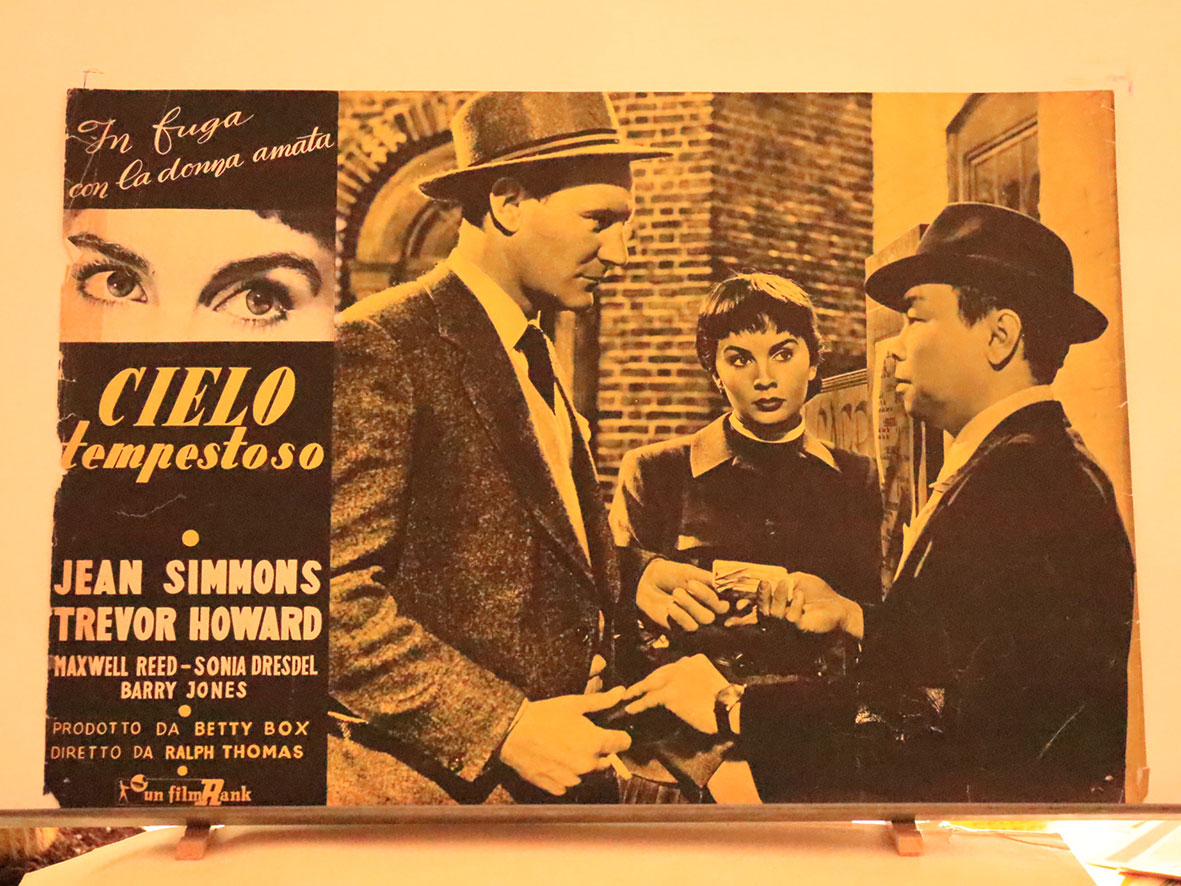 In fuga
con la donna amata
CIELO
tempestoso
JEAN SIMMONS
TREVOR HOWARD
MAXWELL REED - SONIA DRESDEL
BARRY JONES
PRODOTTO DA BETTY BOX
DIRETTO DA RALPH THOMAS
un film Rank